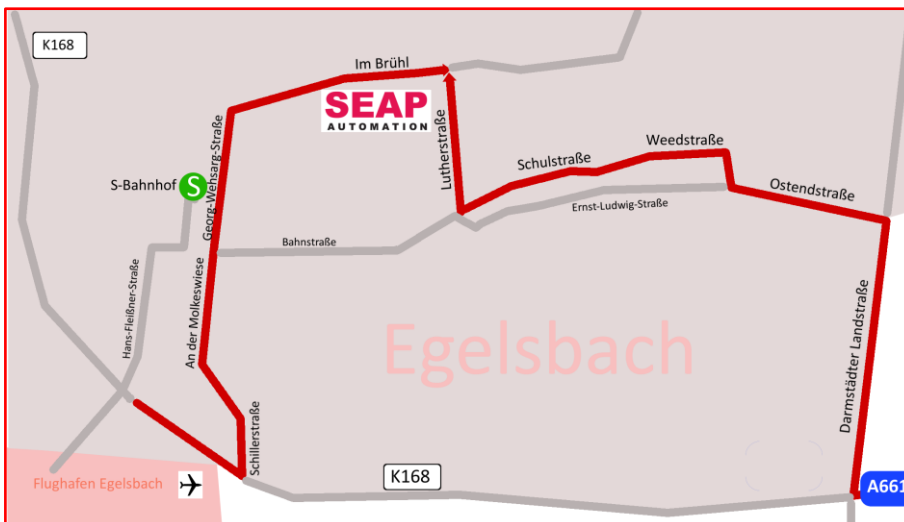 K168
Im Brühl
SEAP
AUTOMATION
Lutherstraße
Weedstraße
Schulstraße
S-Bahnhof
S
Georg-Wehsarg-Straße
Ostendstraße
Ernst-Ludwig-Straße
Bahnstraße
Hans-Fleißner-Straße
An der Molkeswiese
Egelsbach
Darmstädter Landstraße
Schillerstraße
K168
Flughafen Egelsbach
A661